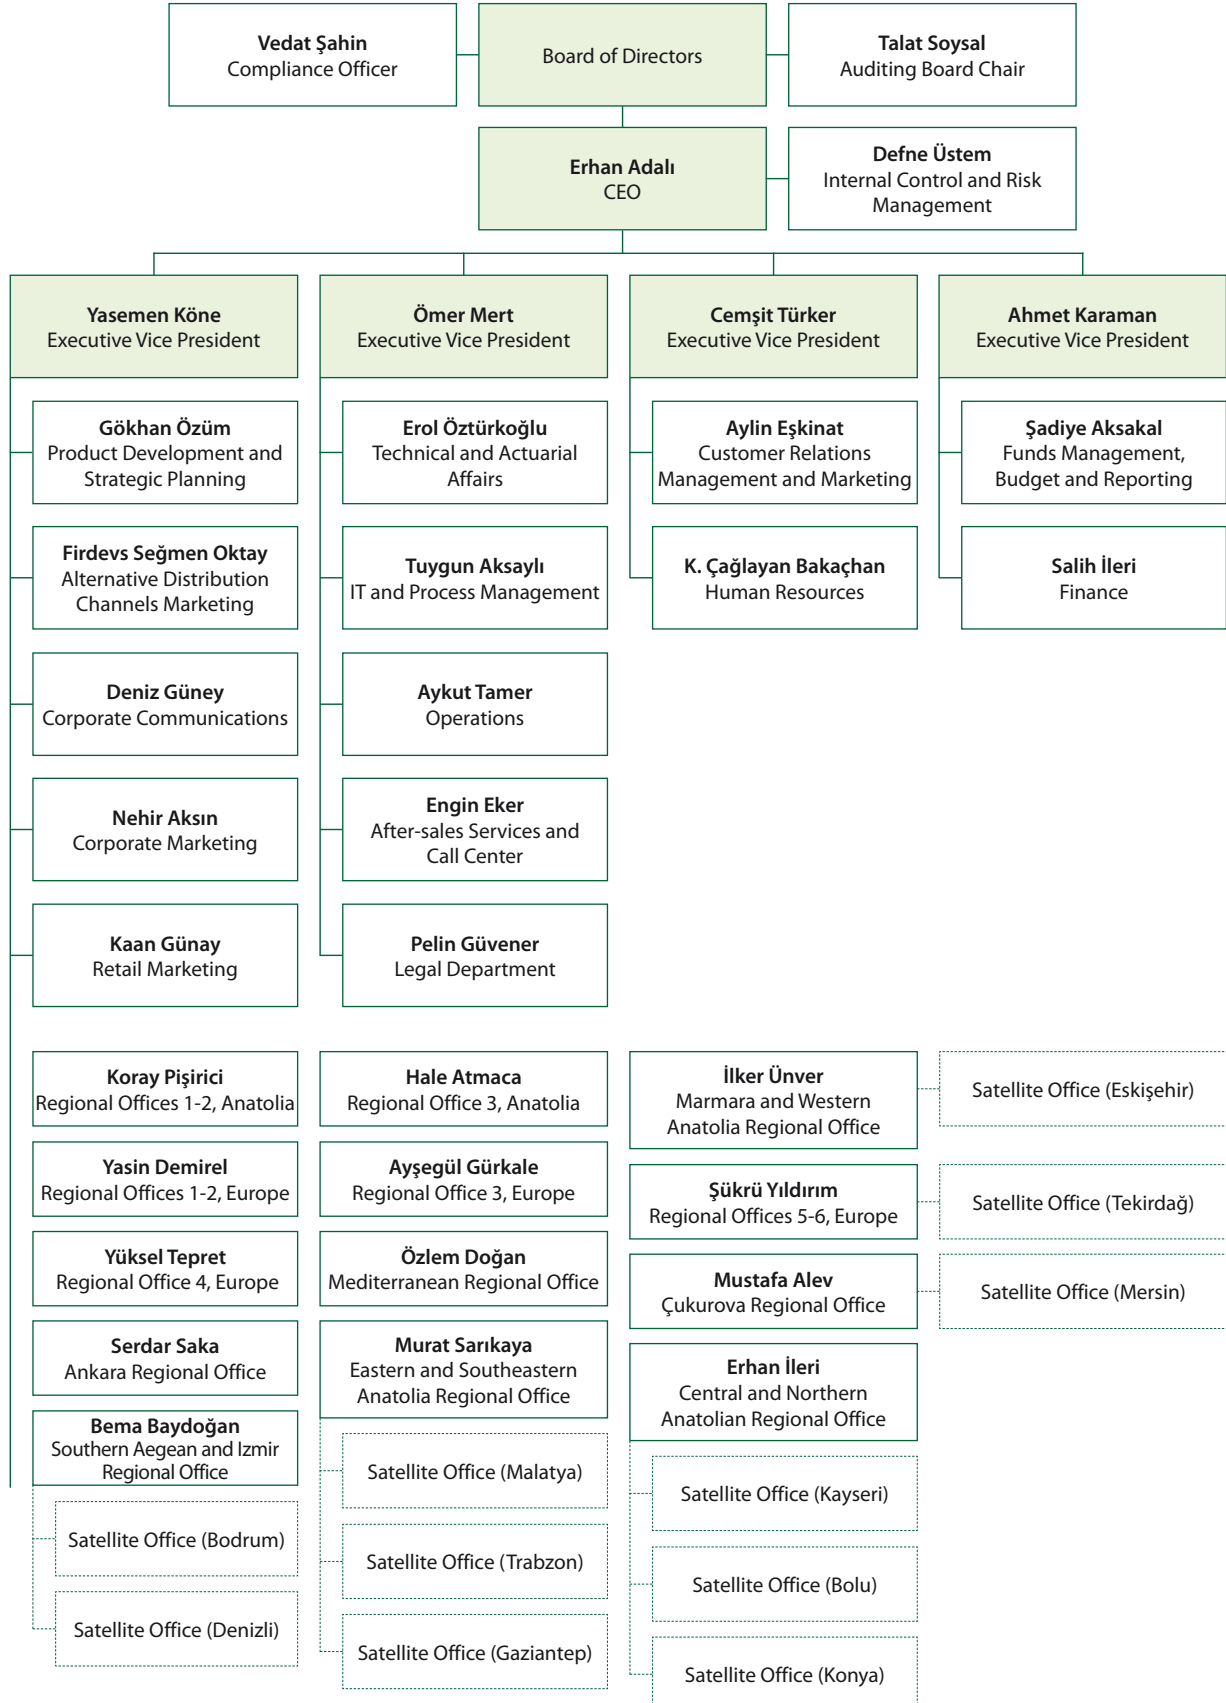 Vedat Şahin
Compliance Officer
Board of Directors
Talat Soysal
Auditing Board Chair
Erhan Adalı
CEO
Defne Üstem
Internal Control and Risk
Management
Yasemen Köne
Executive Vice President
Ömer Mert
Executive Vice President
Cemşit Türker
Executive Vice President
Ahmet Karaman
Executive Vice President
Gökhan Özüm
Product Development and
Strategic Planning
Erol Öztürkoğlu
Technical and Actuarial
Affairs
Aylin Eşkinat
Customer Relations
Management and Marketing
Şadiye Aksakal
Funds Management,
Budget and Reporting
Firdevs Seğmen Oktay
Alternative Distribution
Channels Marketing
Tuygun Aksaylı
IT and Process Management
K. Çağlayan Bakaçhan
Human Resources
Salih İleri
Finance
Deniz Güney
Corporate Communications
Aykut Tamer
Operations
Nehir Aksın
Corporate Marketing
Engin Eker
After-sales Services and
Call Center
Kaan Günay
Retail Marketing
Pelin Güvener
Legal Department
Koray Pişirici
Regional Offices 1-2, Anatolia
Hale Atmaca
Regional Office 3, Anatolia
İlker Ünver
Marmara and Western
Anatolia Regional Office
Satellite Office (Eskişehir)
Yasin Demirel
Regional Offices 1-2, Europe
Ayşegül Gürkale
Regional Office 3, Europe
Şükrü Yıldırım
Regional Offices 5-6, Europe
Satellite Office (Tekirdağ)
Yüksel Tepret
Regional Office 4, Europe
Özlem Doğan
Mediterranean Regional Office
Mustafa Alev
Çukurova Regional Office
Satellite Office (Mersin)
Serdar Saka
Ankara Regional Office
Murat Sarıkaya
Eastern and Southeastern
Anatolia Regional Office
Erhan İleri
Central and Northern
Anatolian Regional Office
Bema Baydoğan
Southern Aegean and Izmir
Regional Office
Satellite Office (Malatya)
Satellite Office (Kayseri)
Satellite Office (Bodrum)
Satellite Office (Trabzon)
Satellite Office (Bolu)
Satellite Office (Denizli)
Satellite Office (Gaziantep)
Satellite Office (Konya)